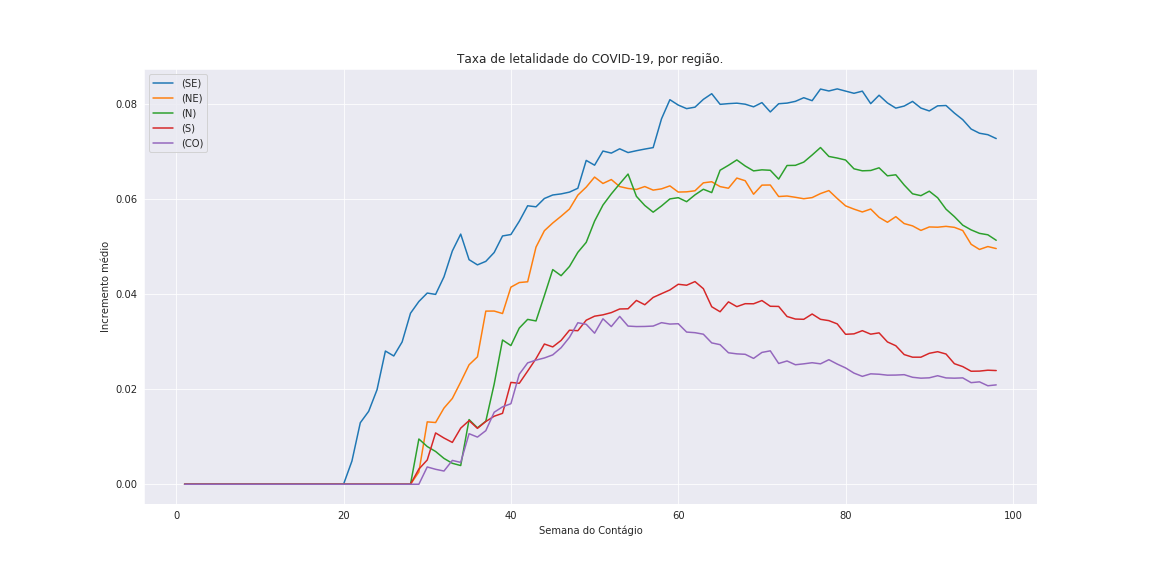 Taxa de letalidade do COVID-19, por região.
(SE)
(NE)
(N)
(S)
(CO)
Incremento médio
0.08
0.06
0.04
0.02
0.00
0 20 40 60 80 100
Semana do Contágio